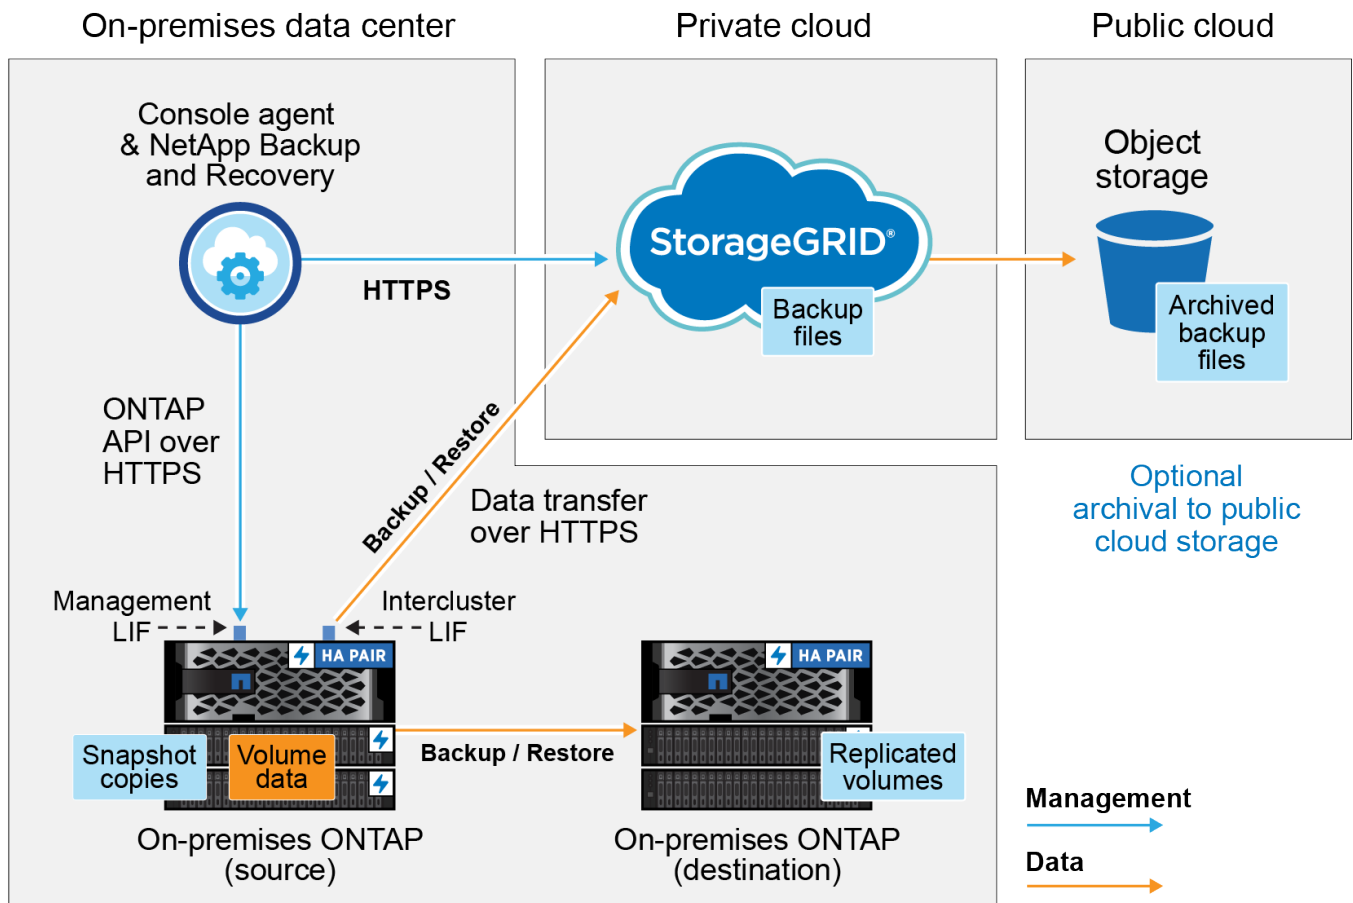 On-premises data center
Private cloud
Public cloud
Console agent
& NetApp Backup
and Recovery
HTTPS
StorageGRID®
Backup
files
Object
storage
Archived
backup
files
ONTAP
API over
HTTPS
Backup / Restore
Data transfer
over HTTPS
Optional
archival to public
cloud storage
Management
LIF
Intercluster
LIF
HA PAIR
HA PAIR
Snapshot
copies
Volume
data
Backup / Restore
Replicated
volumes
On-premises ONTAP
(source)
On-premises ONTAP
(destination)
Management
Data